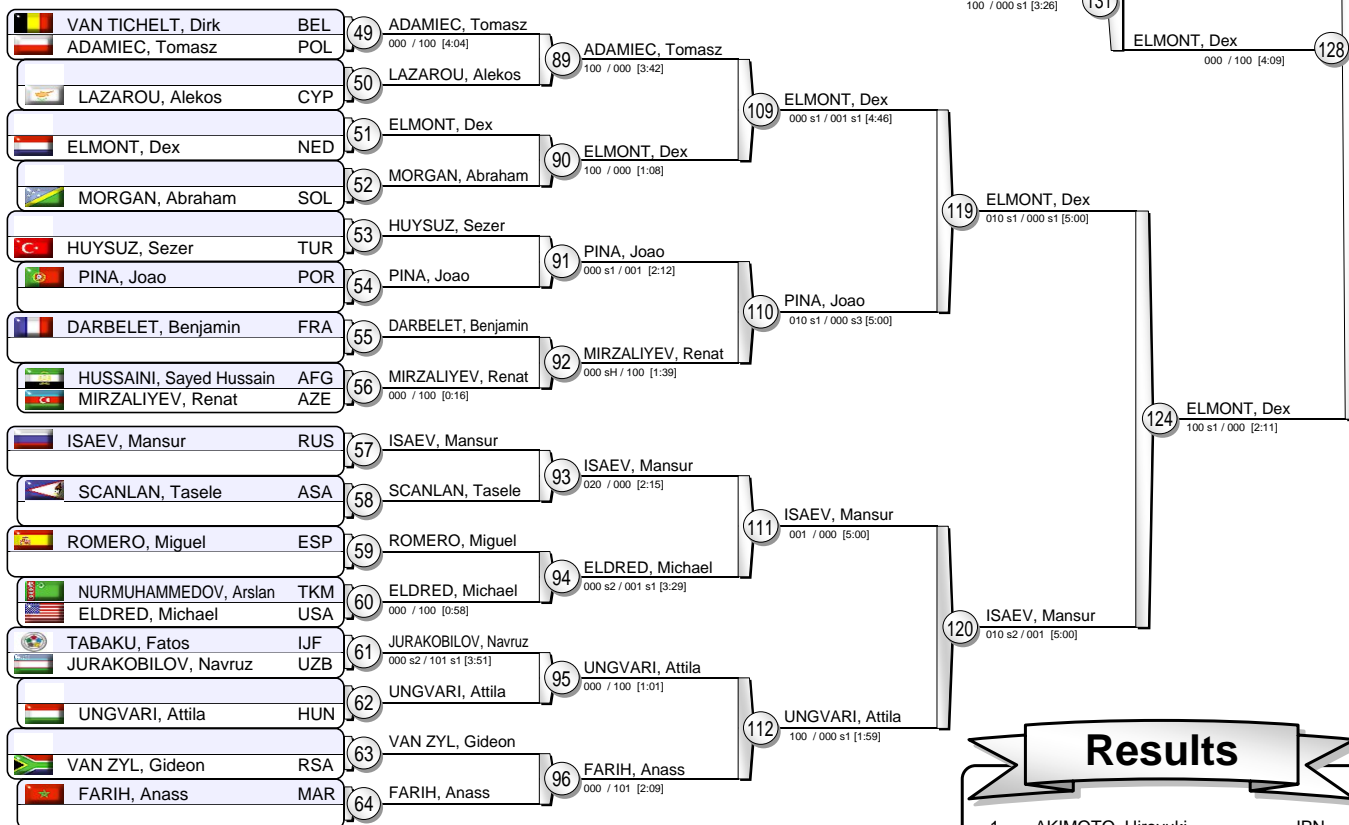 100 / 000 s1 [3:26]
131
ELMONT, Dex
000 / 100 [4:09]
128
VAN TICHELT, Dirk BEL
ADAMIEC, Tomasz POL
49
ADAMIEC, Tomasz
000 / 100 [4:04]
LAZAROU, Alekos CYP
50
LAZAROU, Alekos
89
ADAMIEC, Tomasz
100 / 000 [3:42]
ELMONT, Dex NED
51
ELMONT, Dex
MORGAN, Abraham SOL
52
MORGAN, Abraham
90
ELMONT, Dex
100 / 000 [1:08]
109
ELMONT, Dex
000 s1 / 001 s1 [4:46]
HUYSUZ, Sezer TUR
53
HUYSUZ, Sezer
PINA, Joao POR
54
PINA, Joao
91
PINA, Joao
000 s1 / 001 [2:12]
DARBELET, Benjamin FRA
55
DARBELET, Benjamin
HUSSAINI, Sayed Hussain AFG
MIRZALIYEV, Renat AZE
56
MIRZALIYEV, Renat
000 / 100 [0:16]
92
MIRZALIYEV, Renat
000 sH / 100 [1:39]
110
PINA, Joao
010 s1 / 000 s3 [5:00]
119
ELMONT, Dex
010 s1 / 000 s1 [5:00]
ISAEV, Mansur RUS
57
ISAEV, Mansur
SCANLAN, Tasele ASA
58
SCANLAN, Tasele
93
ISAEV, Mansur
020 / 000 [2:15]
ROMERO, Miguel ESP
59
ROMERO, Miguel
NURMUHAMMEDOV, Arslan TKM
ELDRED, Michael USA
60
ELDRED, Michael
000 / 100 [0:58]
94
ELDRED, Michael
000 s2 / 001 s1 [3:29]
111
ISAEV, Mansur
001 / 000 [5:00]
TABAKU, Fatos IJF
JURAKOBILOV, Navruz UZB
61
JURAKOBILOV, Navruz
000 s2 / 101 s1 [3:51]
UNGVARI, Attila HUN
62
UNGVARI, Attila
95
UNGVARI, Attila
000 / 100 [1:01]
VAN ZYL, Gideon RSA
63
VAN ZYL, Gideon
FARIH, Anass MAR
64
FARIH, Anass
96
FARIH, Anass
000 / 101 [2:09]
112
UNGVARI, Attila
100 / 000 s1 [1:59]
120
ISAEV, Mansur
010 s2 / 001 [5:00]
124
ELMONT, Dex
100 s1 / 000 [2:11]
Results
1 AKIMOTO, Hiroyuki JPN